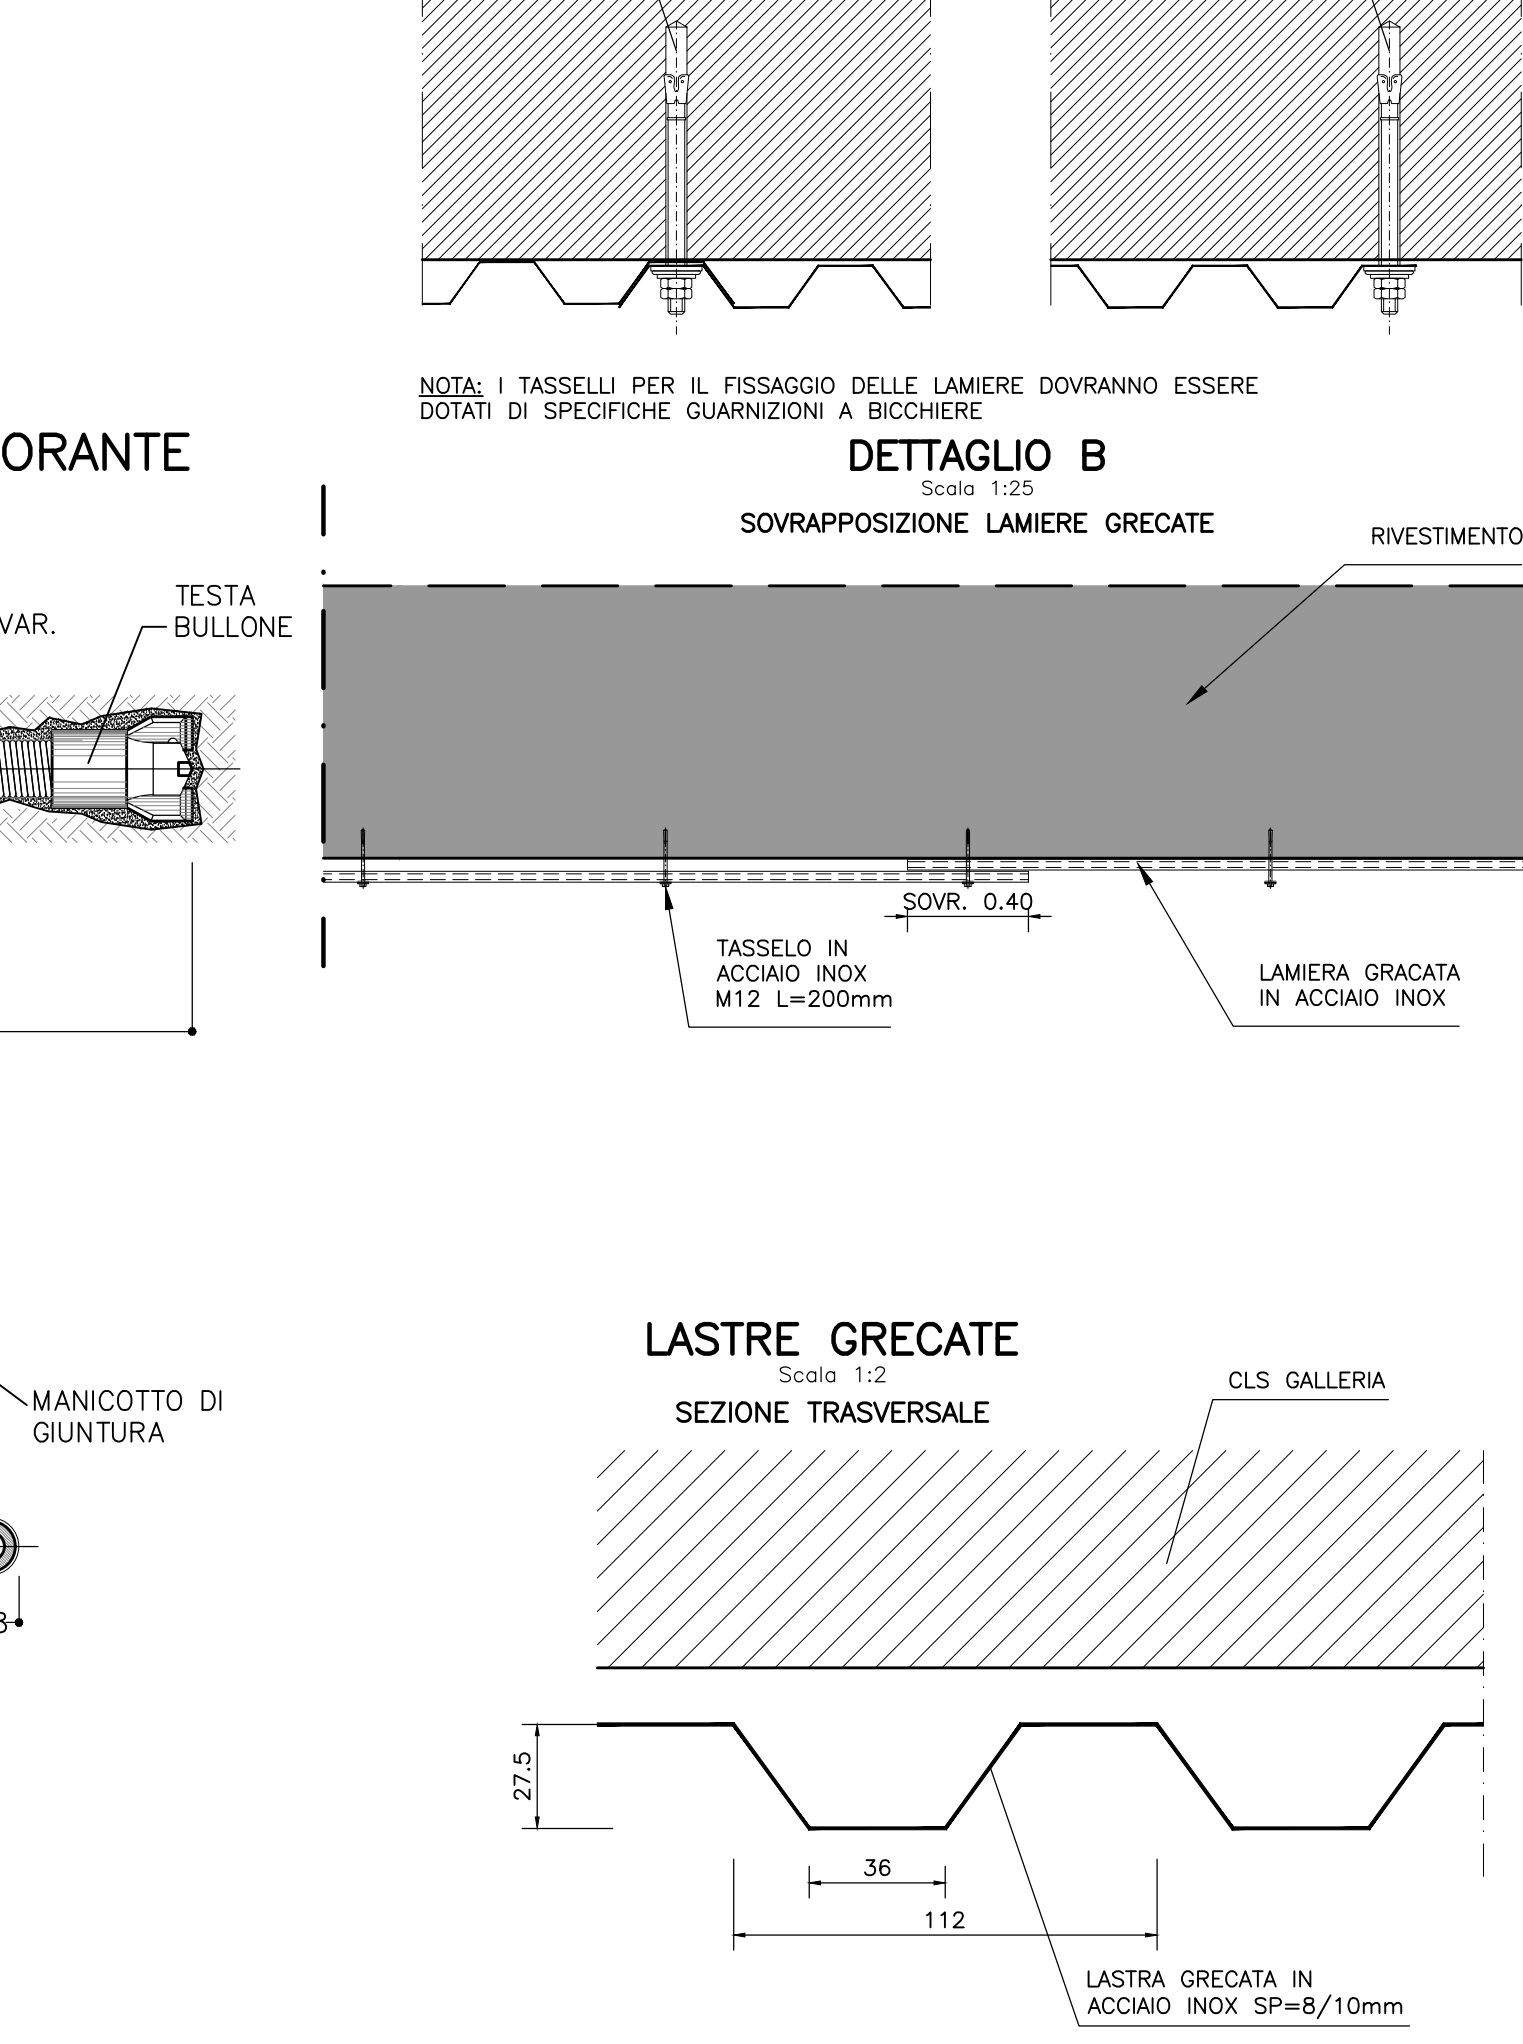 NOTA: I TASSELLI PER IL FISSAGGIO DELLE LAMIERE DOVRANNO ESSERE
DOTATI DI SPECIFICHE GUARNIZIONI A BICCHIERE
ORANTE
DETTAGLIO B
Scala 1:25
SOVRAPPOSIZIONE LAMIERE GRECATE
RIVESTIMENTO
TESTA
BULLONE
VAR.
SOVR. 0.40
TASSELO IN
ACCIAIO INOX
M12 L=200mm
LAMIERA GRACATA
IN ACCIAIO INOX
LASTRE GRECATE
Scala 1:2
SEZIONE TRASVERSALE
CLS GALLERIA
MANICOTTO DI
GIUNTURA
27.5
36
112
LASTRA GRECATA IN
ACCIAIO INOX SP=8/10mm